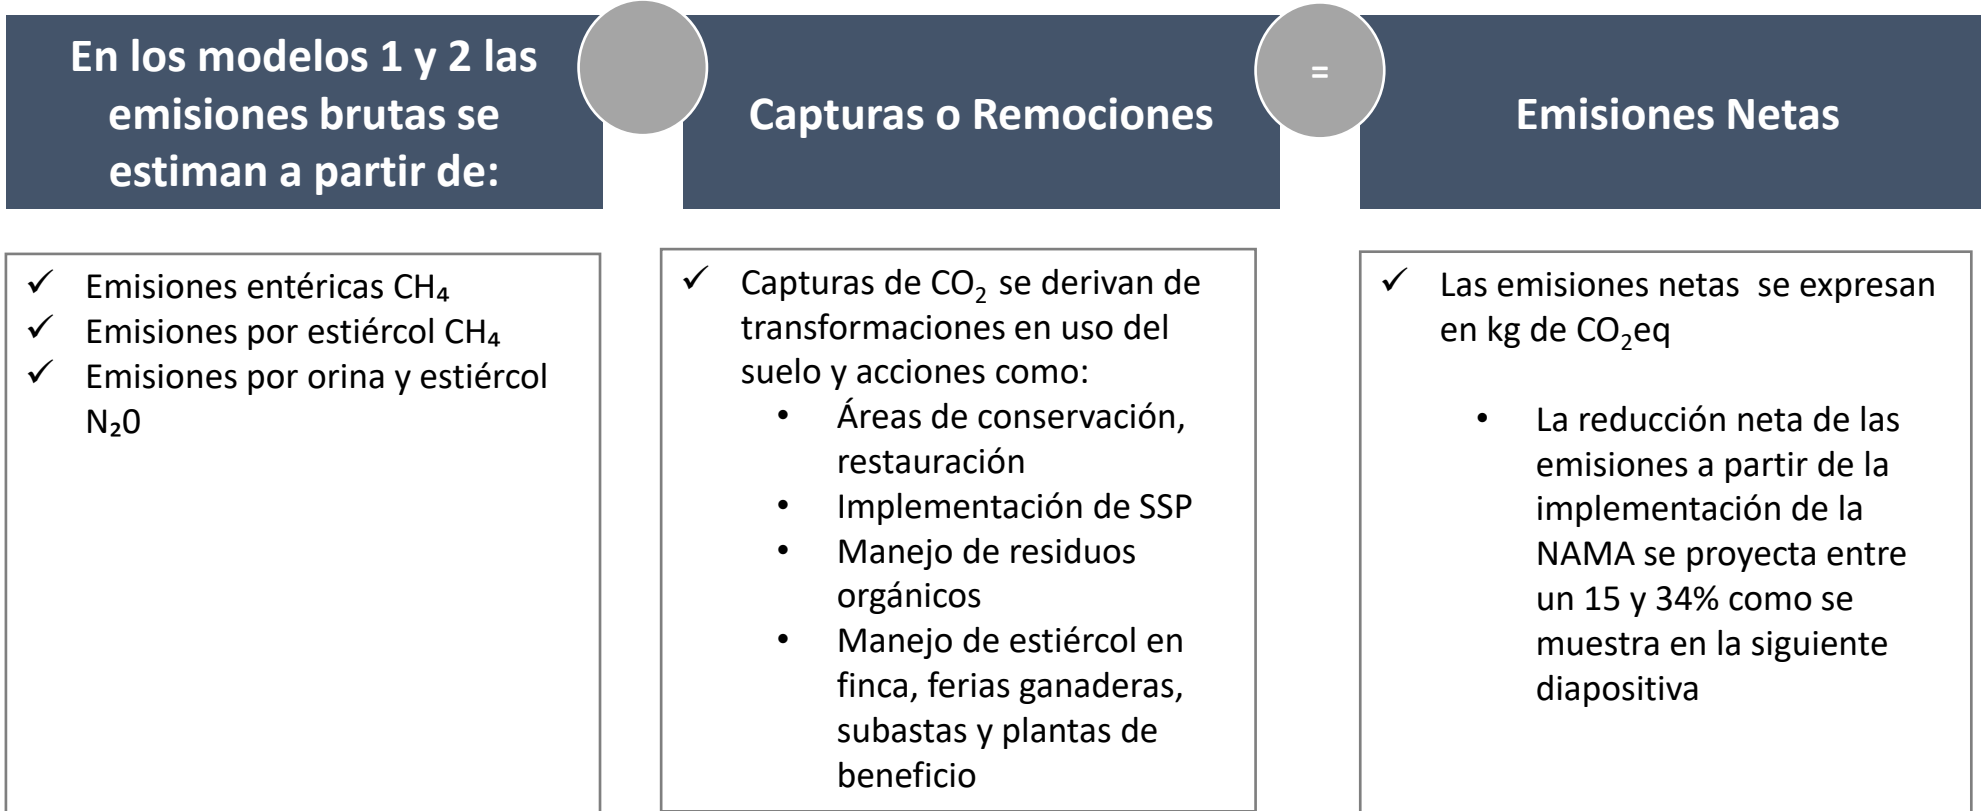 En los modelos 1 y 2 las
emisiones brutas se
estiman a partir de:
Capturas o Remociones
=
Emisiones Netas
✓ Emisiones entéricas CH₄
✓ Emisiones por estiércol CH₄
✓ Emisiones por orina y estiércol
N₂0
✓ Capturas de CO₂ se derivan de
transformaciones en uso del
suelo y acciones como:
• Áreas de conservación,
restauración
• Implementación de SSP
• Manejo de residuos
orgánicos
• Manejo de estiércol en
finca, ferias ganaderas,
subastas y plantas de
beneficio
✓ Las emisiones netas se expresan
en kg de CO₂eq
• La reducción neta de las
emisiones a partir de la
implementación de la
NAMA se proyecta entre
un 15 y 34% como se
muestra en la siguiente
diapositiva